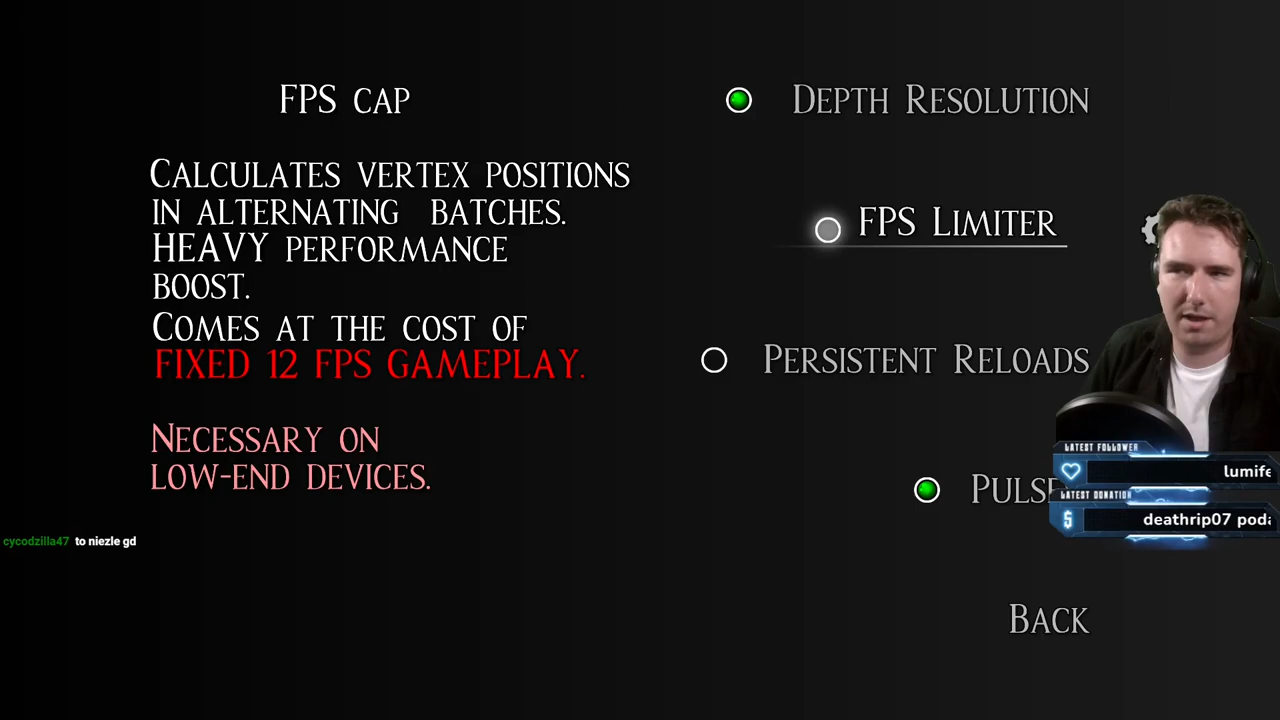 FPS CAP
CALCULATES VERTEX POSITIONS
IN ALTERNATING BATCHES.
HEAVY PERFORMANCE
BOOST.
COMES AT THE COST OF
FIXED 12 FPS GAMEPLAY.
NECESSARY ON
LOW-END DEVICES.
cycodzilla47 to niezle gd
DEPTH RESOLUTION
FPS LIMITER
PERSISTENT RELOADS
PULSE
BACK
LATEST FOLLOWER
lumife
LATEST DONATION
$
deathrip07 poda